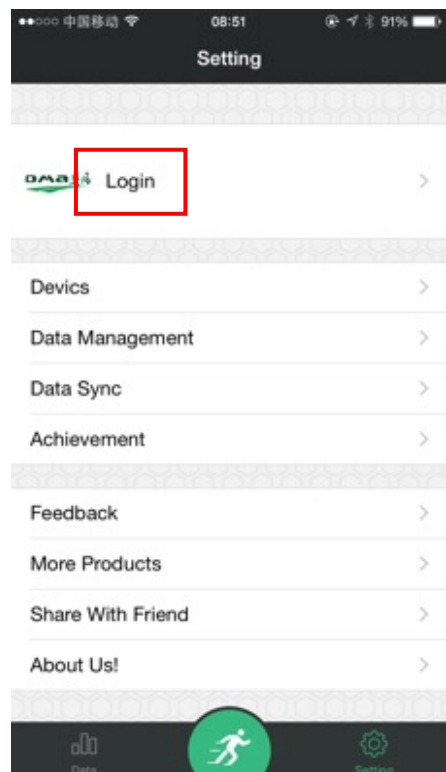 中国移动 08:51 91%
Setting
Login
Devics
Data Management
Data Sync
Achievement
Feedback
More Products
Share With Friend
About Us!
Data Setting